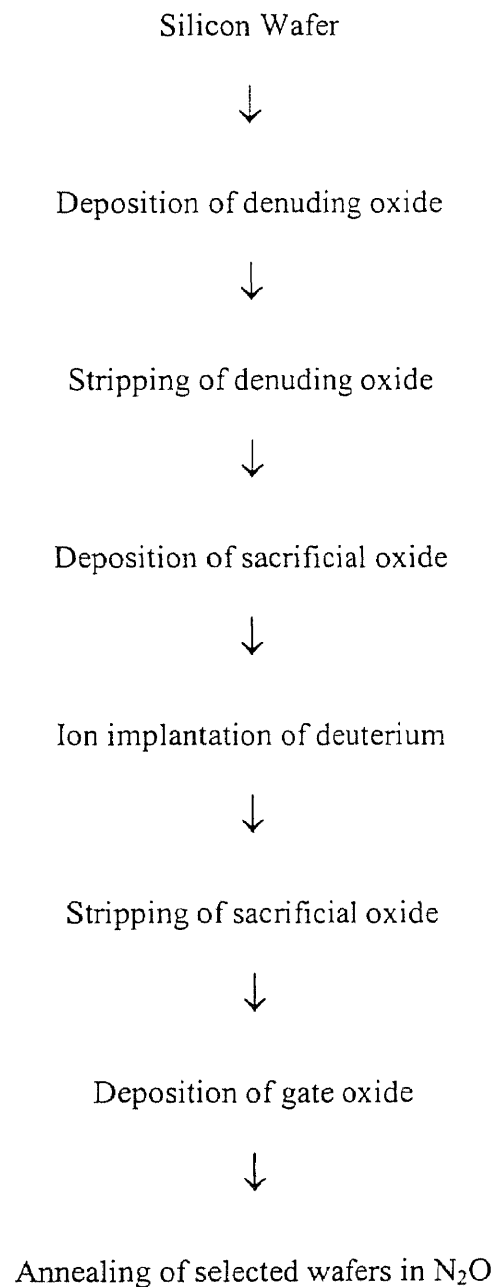 Silicon Wafer
↓
Deposition of denuding oxide
↓
Stripping of denuding oxide
↓
Deposition of sacrificial oxide
↓
Ion implantation of deuterium
↓
Stripping of sacrificial oxide
↓
Deposition of gate oxide
↓
Annealing of selected wafers in N₂O